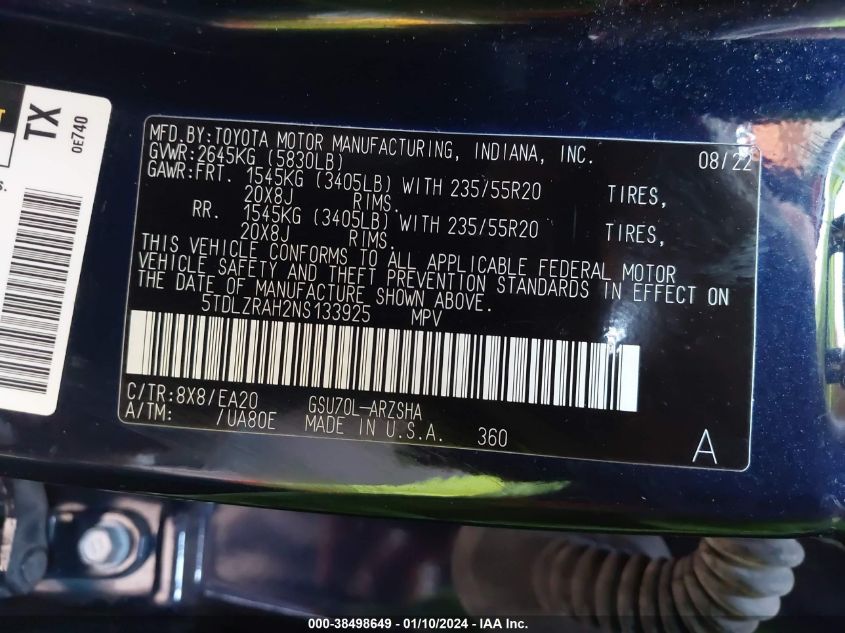 T
TX
0E740
S.
MFD.BY:TOYOTA MOTOR MANUFACTURING, INDIANA, INC. 08/22
GVWR:2645KG (5830LB)
GAWR:FRT. 1545KG (3405LB) WITH 235/55R20 TIRES,
20X8J RIMS.
RR. 1545KG (3405LB) WITH 235/55R20 TIRES,
20X8J RIMS.
THIS VEHICLE CONFORMS TO ALL APPLICABLE FEDERAL MOTOR
VEHICLE SAFETY AND THEFT PREVENTION STANDARDS IN EFFECT ON
THE DATE OF MANUFACTURE SHOWN ABOVE.
5TDLZRAH2NS133925 MPV
C/TR:8X8/EA20 GSU70L-ARZSHA
A/TM: /UA80E MADE IN U.S.A. 360
A
000-38498649 - 01/10/2024 - IAA Inc.